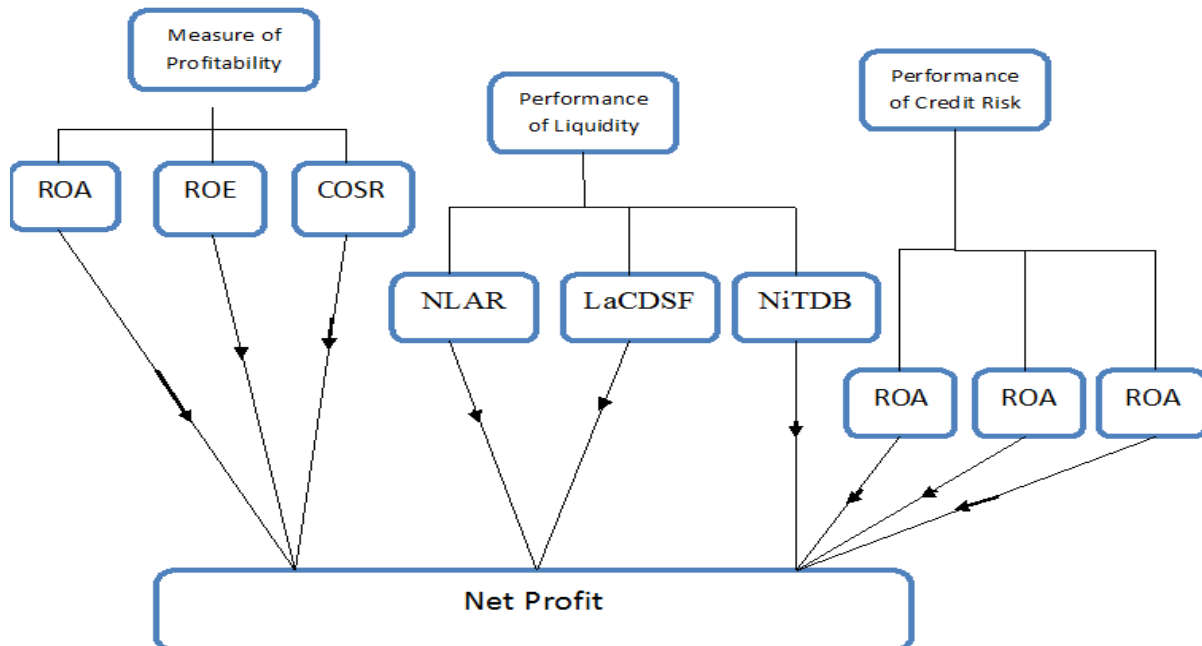 Measure of
Profitability
Performance
of Liquidity
Performance
of Credit Risk
ROA
ROE
COSR
NLAR
LaCDSF
NiTDB
ROA
ROA
ROA
Net Profit